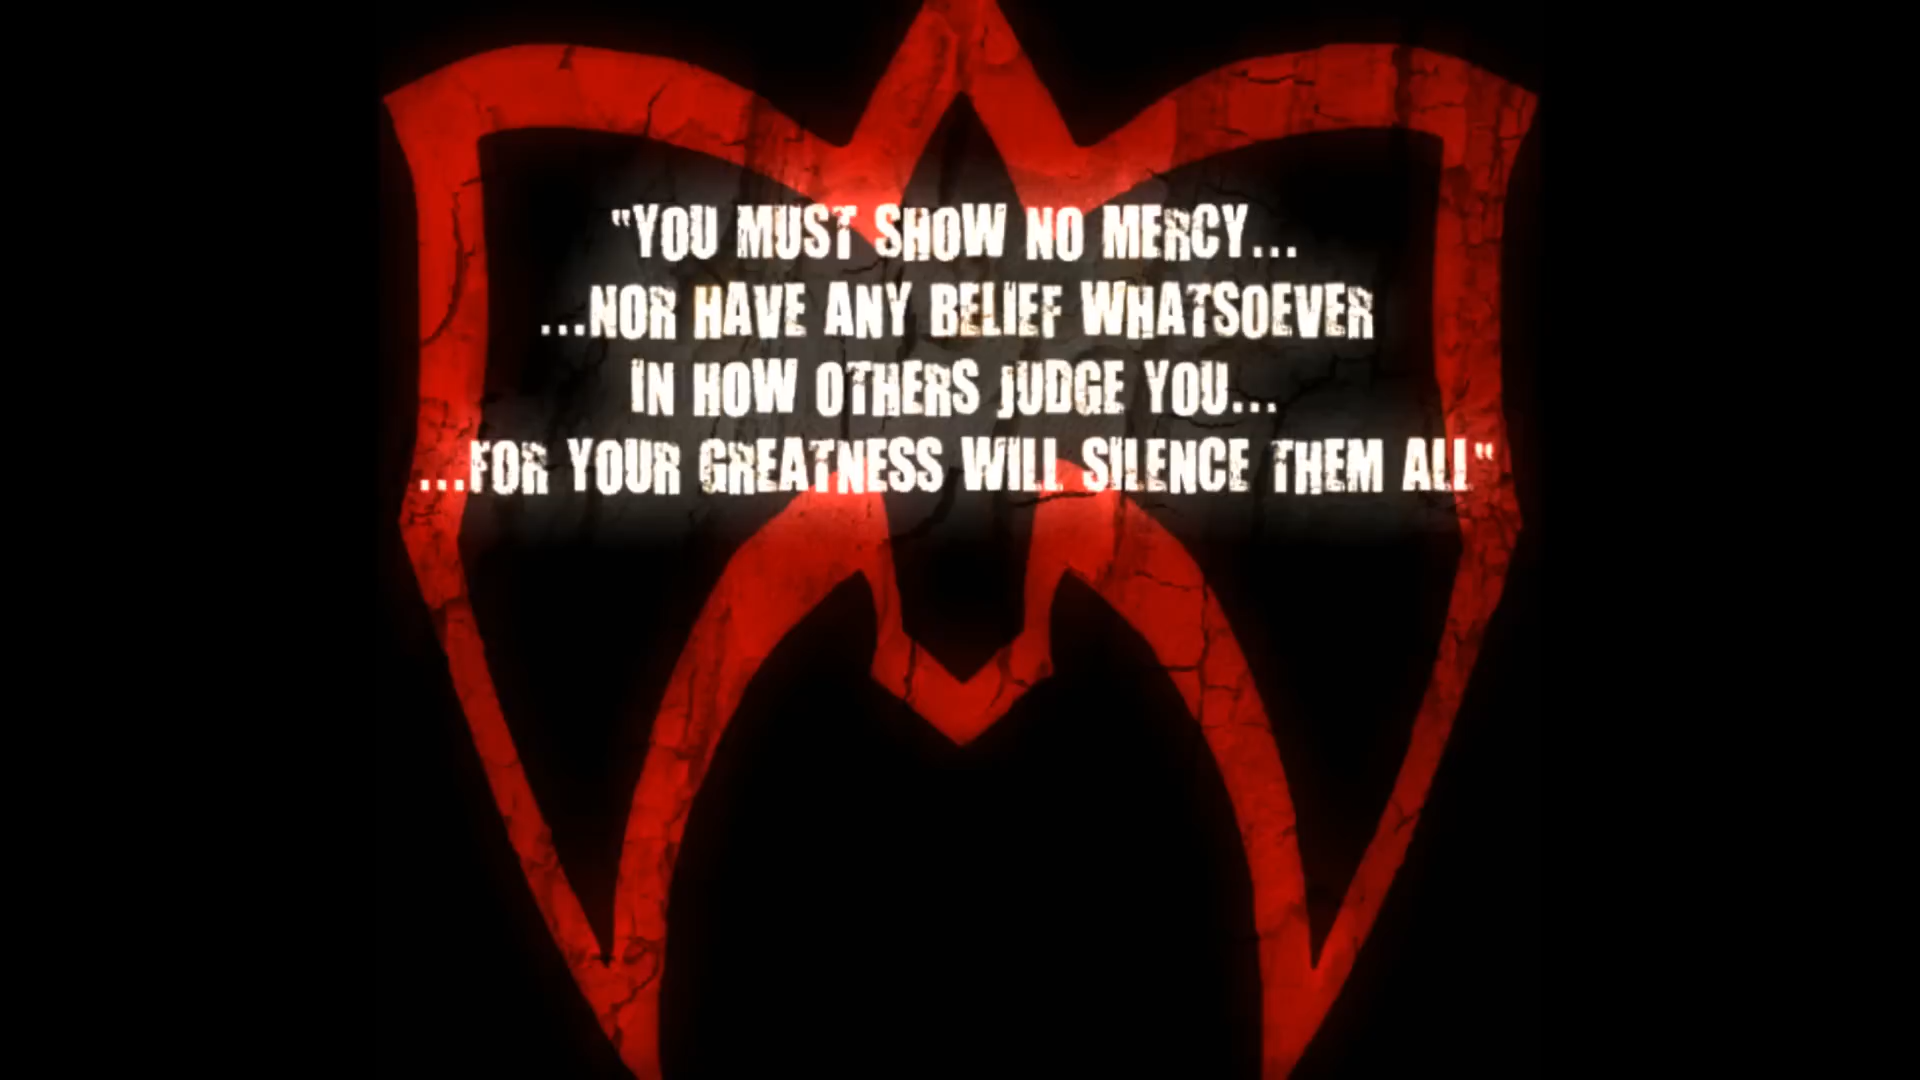 "YOU MUST SHOW NO MERCY...
...NOR HAVE ANY BELIEF WHATSOEVER
IN HOW OTHERS JUDGE YOU...
...FOR YOUR GREATNESS WILL SILENCE THEM ALL"